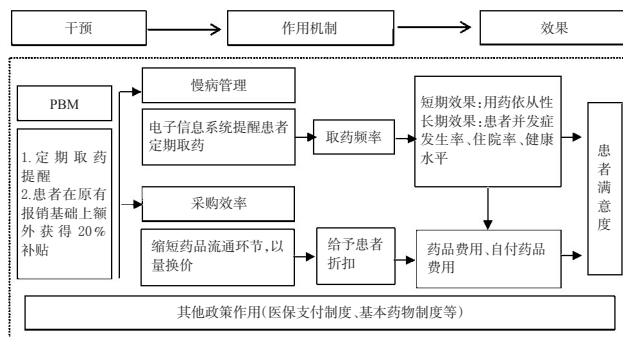 干预
作用机制
效果
PBM
1.定期取药
提醒
2.患者在原有
报销基础上额
外获得20%
补贴
慢病管理
电子信息系统提醒患者
定期取药
取药频率
短期效果:用药依从性
长期效果:患者并发症
发生率、住院率、健康
水平
采购效率
缩短药品流通环节,以
量换价
给予患者
折扣
药品费用、自付药品
费用
患者满意度
其他政策作用(医保支付制度、基本药物制度等)